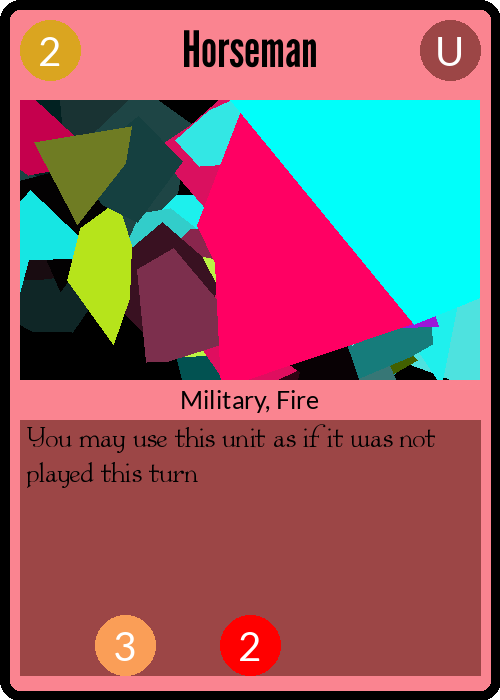 2
Horseman
U
Military, Fire
You may use this unit as if it was not
played this turn
3
2